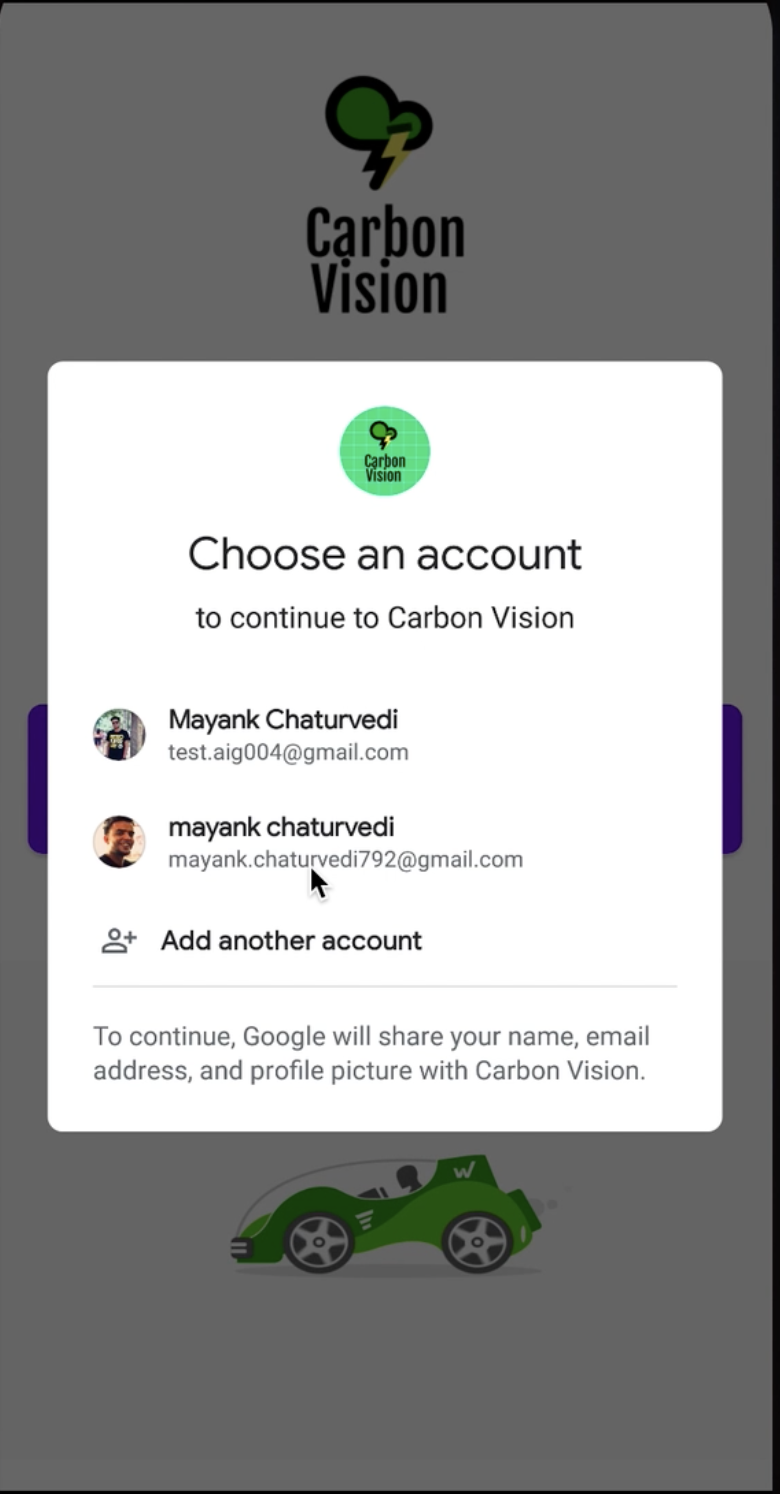 Carbon
Vision
Carbon
Vision
Choose an account
to continue to Carbon Vision
Mayank Chaturvedi
test.aig004@gmail.com
mayank chaturvedi
mayank.chaturvedi792@gmail.com
Add another account
To continue, Google will share your name, email
address, and profile picture with Carbon Vision.
W